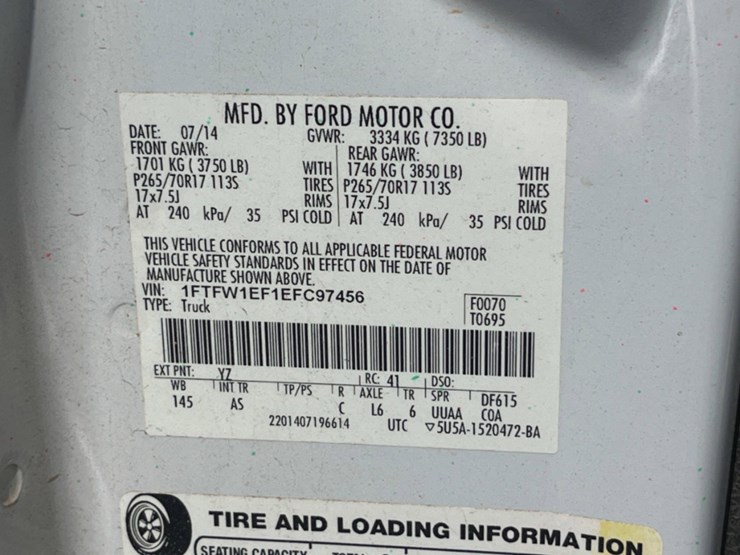 MFD. BY FORD MOTOR CO.
DATE: 07/14 GVWR: 3334 KG ( 7350 LB)
FRONT GAWR: REAR GAWR:
1701 KG ( 3750 LB) WITH 1746 KG ( 3850 LB) WITH
P265/70R17 113S TIRES P265/70R17 113S TIRES
17x7.5J RIMS 17x7.5J RIMS
AT 240 kPa/ 35 PSI COLD AT 240 kPa/ 35 PSI COLD
THIS VEHICLE CONFORMS TO ALL APPLICABLE FEDERAL MOTOR
VEHICLE SAFETY STANDARDS IN EFFECT ON THE DATE OF
MANUFACTURE SHOWN ABOVE.
VIN: 1FTFW1EF1EFC97456 F0070
TYPE: Truck T0695
EXT PNT: YZ RC: 41 DSO:
WB INT TR TP/PS R AXLE TR SPR DF615
145 AS C L6 6 UUAA COA
2201407196614 UTC ▽5U5A-1520472-BA
TIRE AND LOADING INFORMATION
SEATING CAPACITY